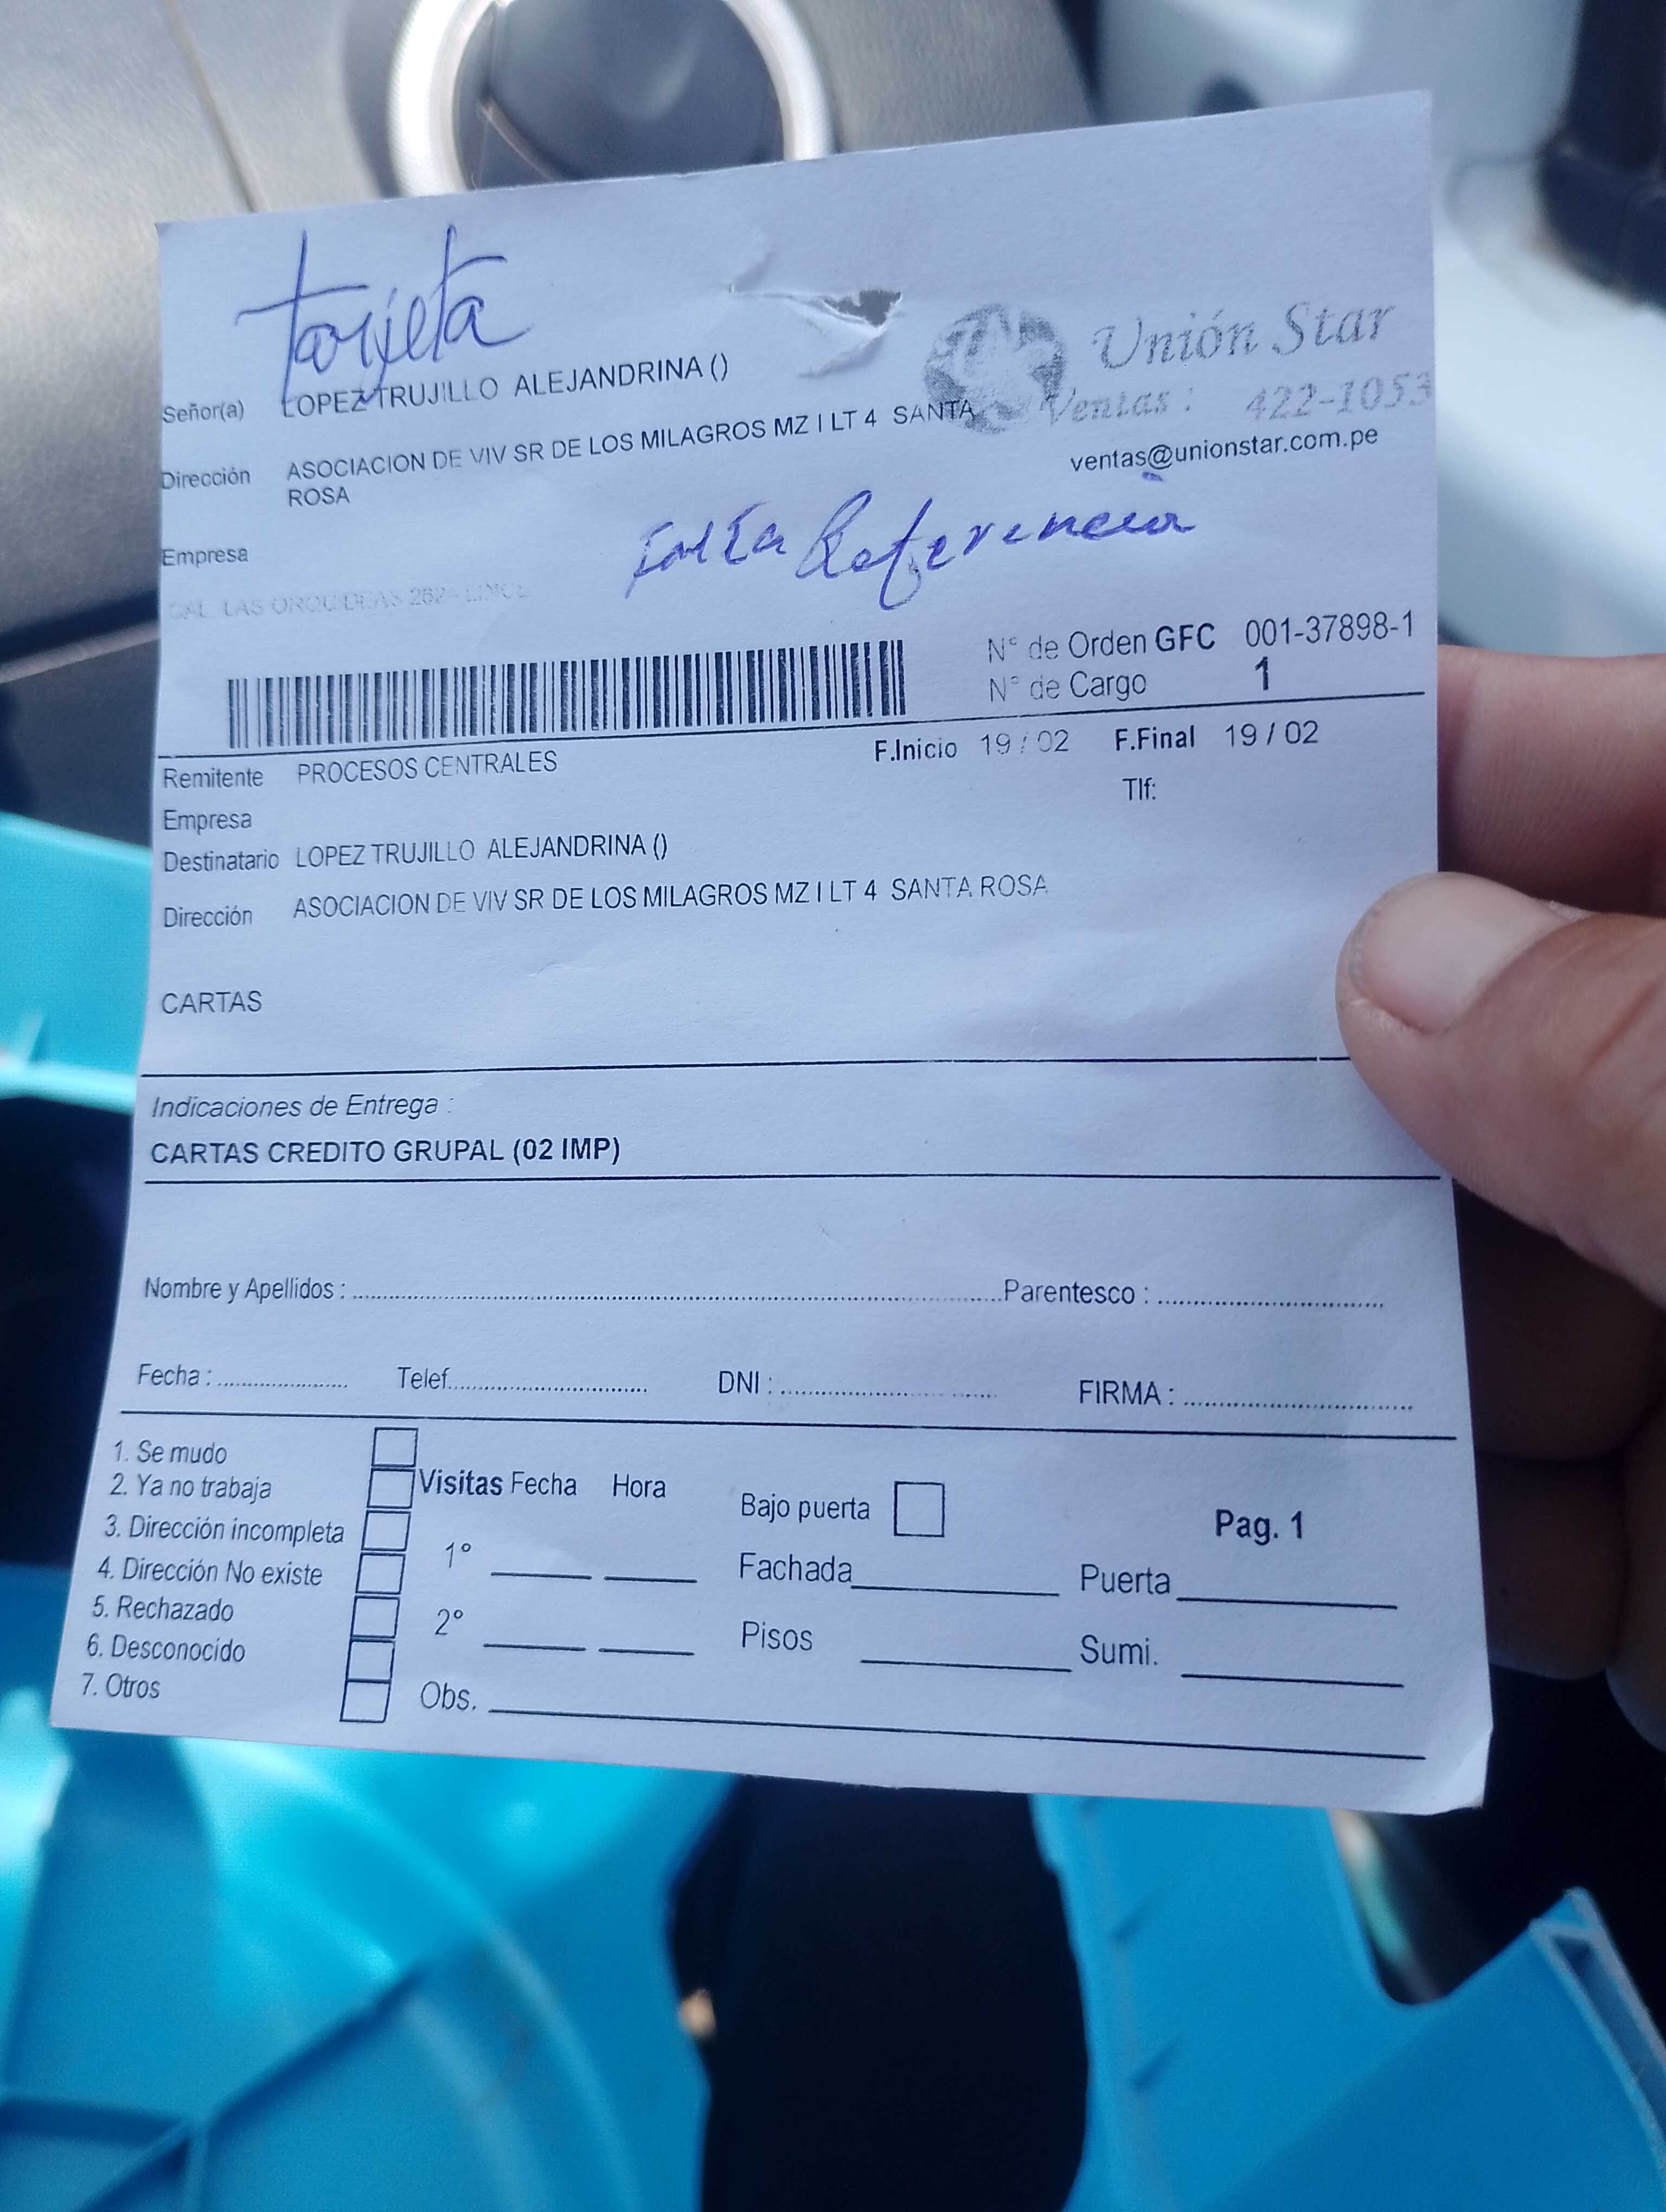 tarjeta
Unión Star
Ventas : 422-1053
ventas@unionstar.com.pe
Señor(a) LOPEZ TRUJILLO ALEJANDRINA ()
Dirección ASOCIACION DE VIV SR DE LOS MILAGROS MZ I LT 4 SANTA
ROSA
falta Referencia
Empresa
CAL. LAS ORQUIDEAS
N° de Orden GFC 001-37898-1
N° de Cargo 1
Remitente PROCESOS CENTRALES F.Inicio 19 / 02 F.Final 19 / 02
Empresa Tlf:
Destinatario LOPEZ TRUJILLO ALEJANDRINA ()
Dirección ASOCIACION DE VIV SR DE LOS MILAGROS MZ I LT 4 SANTA ROSA
CARTAS
Indicaciones de Entrega :
CARTAS CREDITO GRUPAL (02 IMP)
Nombre y Apellidos : Parentesco :
Fecha : Telef. DNI : FIRMA :
1. Se mudo
2. Ya no trabaja
3. Dirección incompleta
4. Dirección No existe
5. Rechazado
6. Desconocido
7. Otros
Visitas Fecha Hora
1°
2°
Obs.
Bajo puerta
Fachada
Pisos
Pag. 1
Puerta
Sumi.